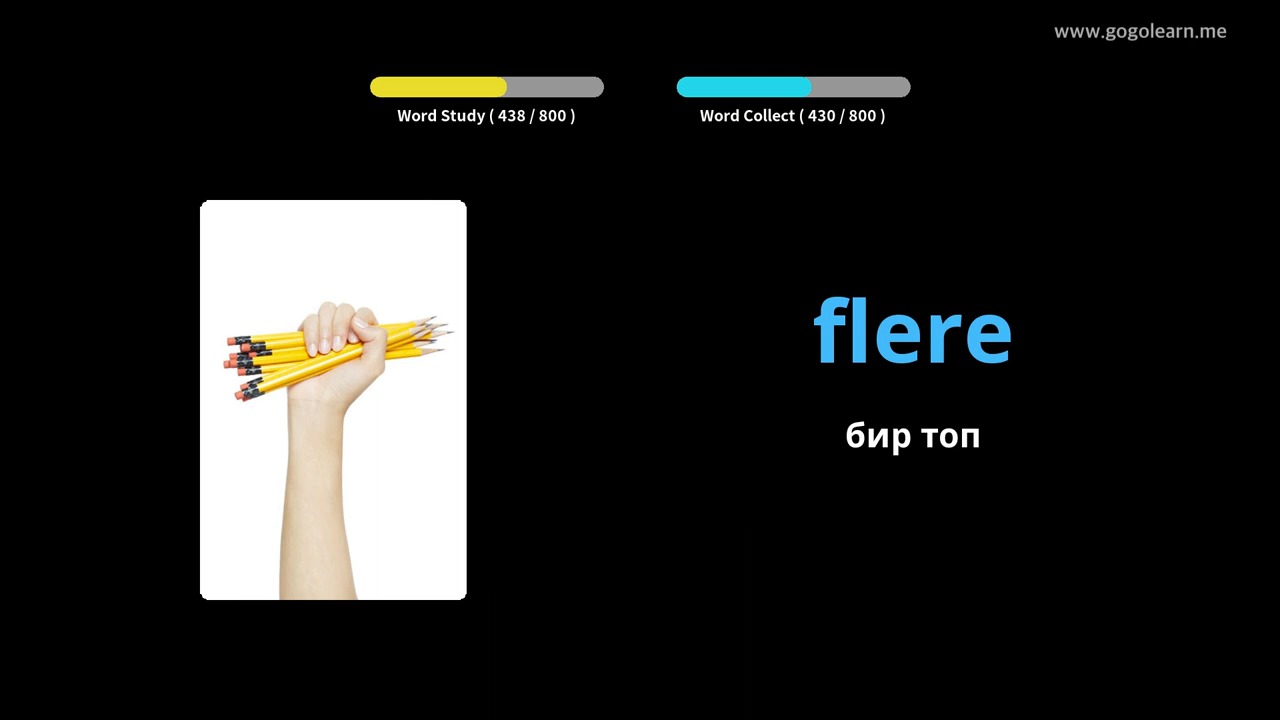 www.gogolearn.me
Word Study ( 438 / 800 )
Word Collect ( 430 / 800 )
flere
бир топ